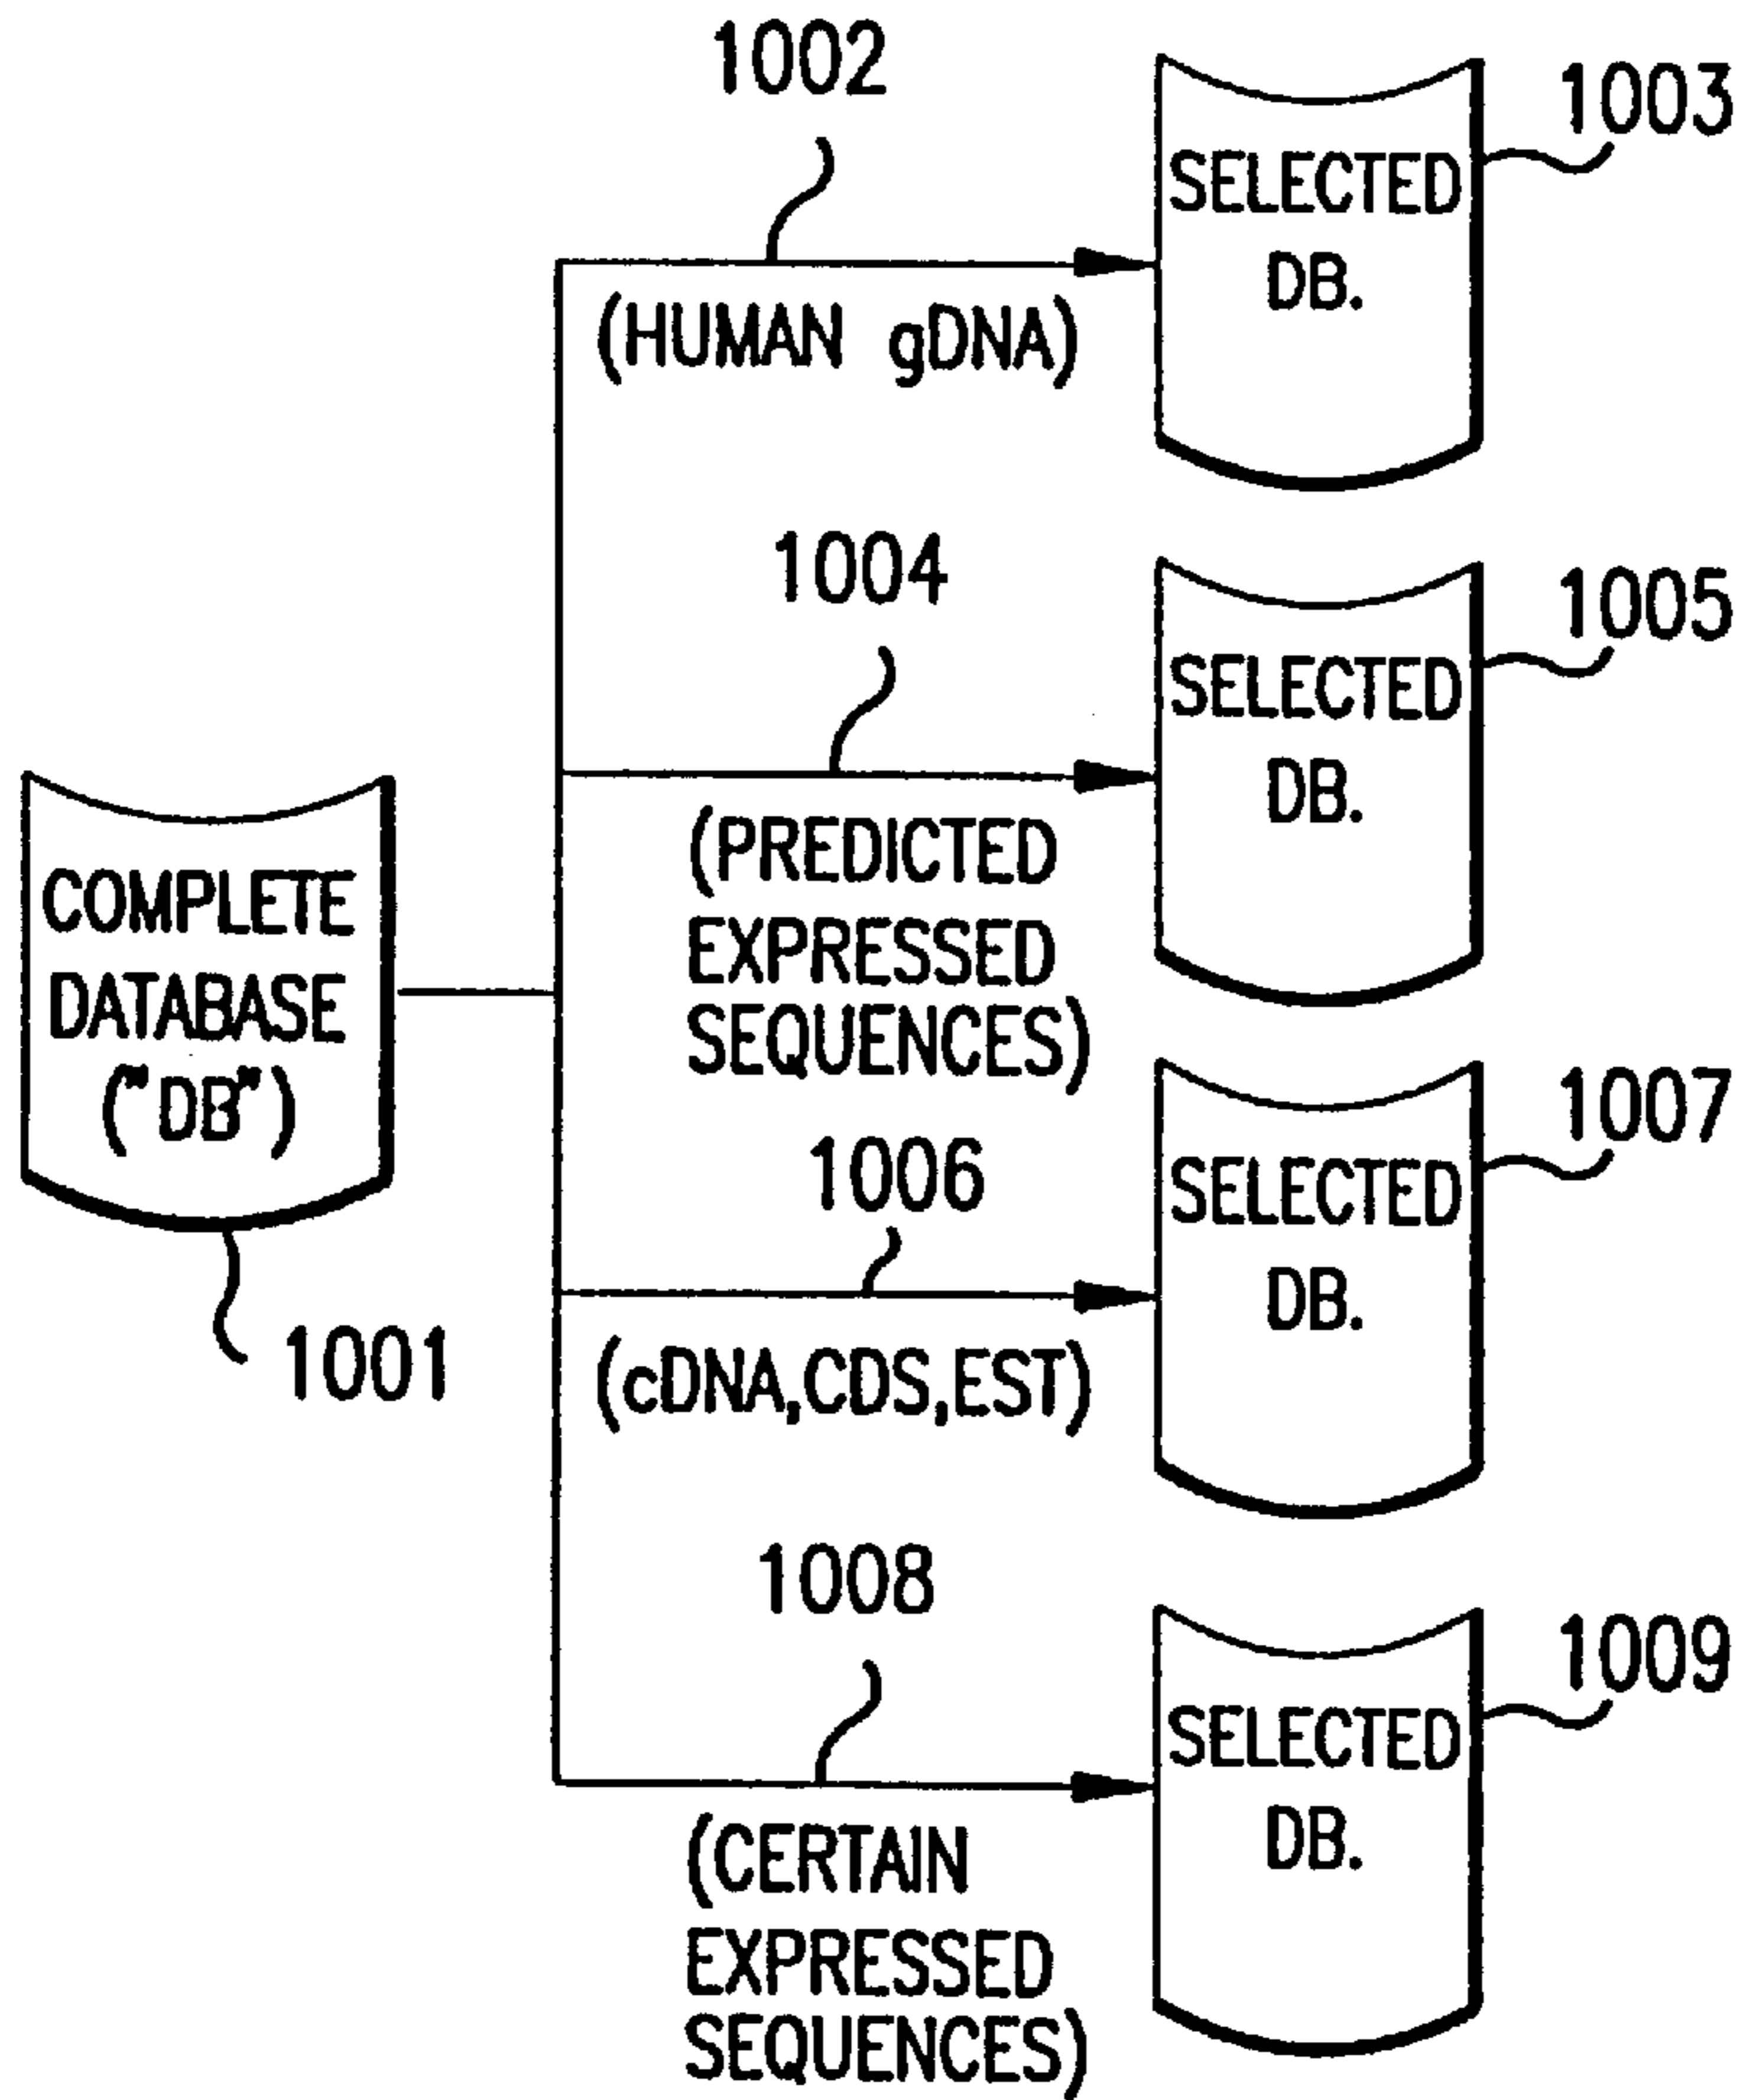 1002
1003
SELECTED
DB.
(HUMAN gDNA)
1004
1005
SELECTED
DB.
(PREDICTED
EXPRESSED
SEQUENCES)
COMPLETE
DATABASE
("DB")
1001
1006
1007
SELECTED
DB.
(cDNA,CDS,EST)
1008
1009
SELECTED
DB.
(CERTAIN
EXPRESSED
SEQUENCES)